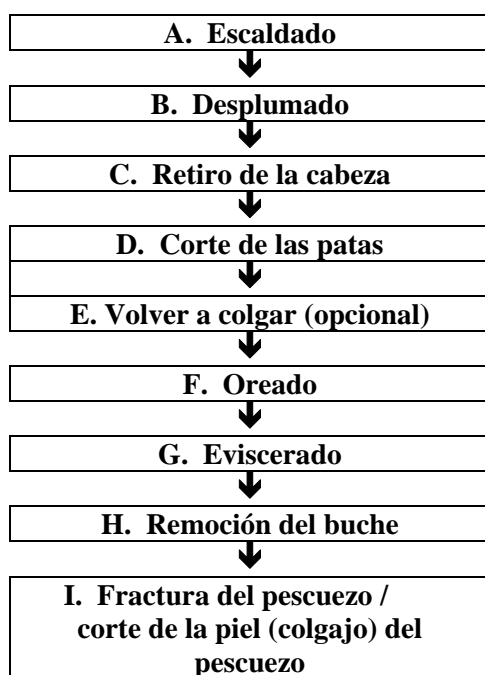 A. Escaldado
B. Desplumado
C. Retiro de la cabeza
D. Corte de las patas
E. Volver a colgar (opcional)
F. Oreado
G. Eviscerado
H. Remoción del buche
I. Fractura del pescuezo /
corte de la piel (colgajo) del
pescuezo